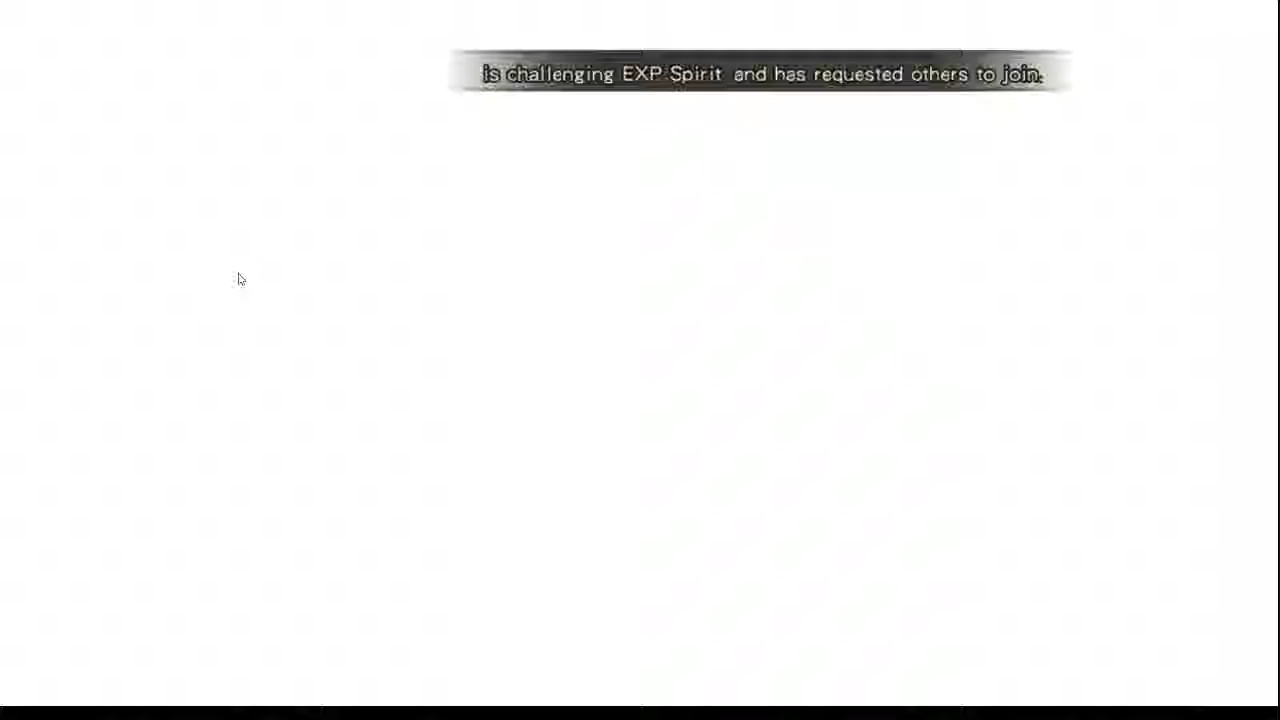 is challenging EXP Spirit and has requested others to join.